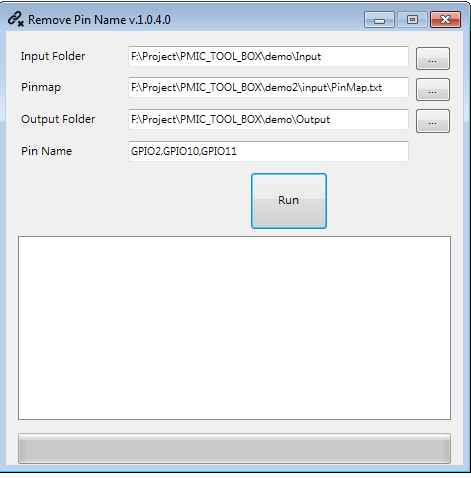 Remove Pin Name v.1.0.4.0
Input Folder F:\Project\PMIC_TOOL_BOX\demo\Input ...
Pinmap F:\Project\PMIC_TOOL_BOX\demo2\input\PinMap.txt ...
Output Folder F:\Project\PMIC_TOOL_BOX\demo\Output ...
Pin Name GPIO2,GPIO10,GPIO11
Run